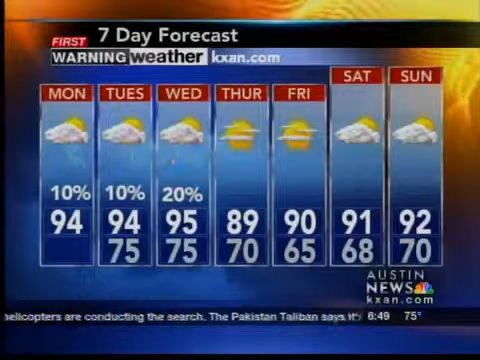 7 Day Forecast
FIRST
WARNING weather kxan.com
MON TUES WED THUR FRI SAT SUN
10% 10% 20%
94 94 95 89 90 91 92
75 75 70 65 68 70
AUSTIN
NEWS
kxan.com
helicopters are conducting the search. The Pakistan Taliban says it's 6:49 75°